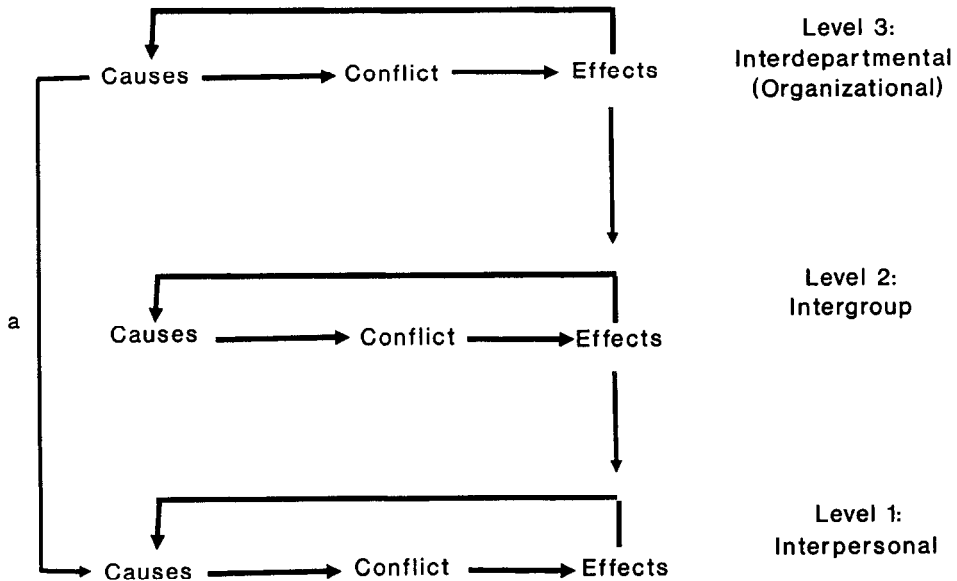 Level 3:
Interdepartmental
(Organizational)
Causes Conflict Effects
Level 2:
Intergroup
a
Causes Conflict Effects
Level 1:
Interpersonal
Causes Conflict Effects